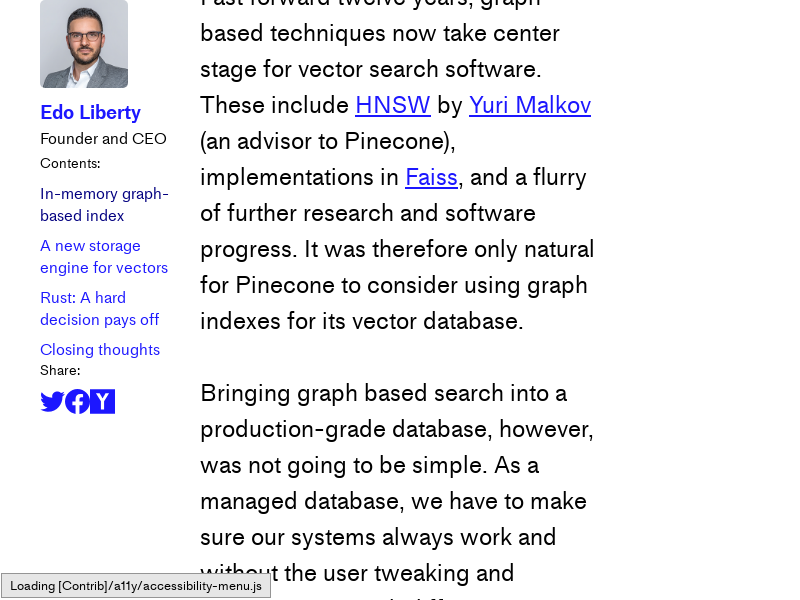 Edo Liberty
Founder and CEO
Contents:
In-memory graph-
based index
A new storage
engine for vectors
Rust: A hard
decision pays off
Closing thoughts
Share:
Fast forward twelve years, graph
based techniques now take center
stage for vector search software.
These include HNSW by Yuri Malkov
(an advisor to Pinecone),
implementations in Faiss, and a flurry
of further research and software
progress. It was therefore only natural
for Pinecone to consider using graph
indexes for its vector database.
Bringing graph based search into a
production-grade database, however,
was not going to be simple. As a
managed database, we have to make
sure our systems always work and
without the user tweaking and
Loading [Contrib]/a11y/accessibility-menu.js